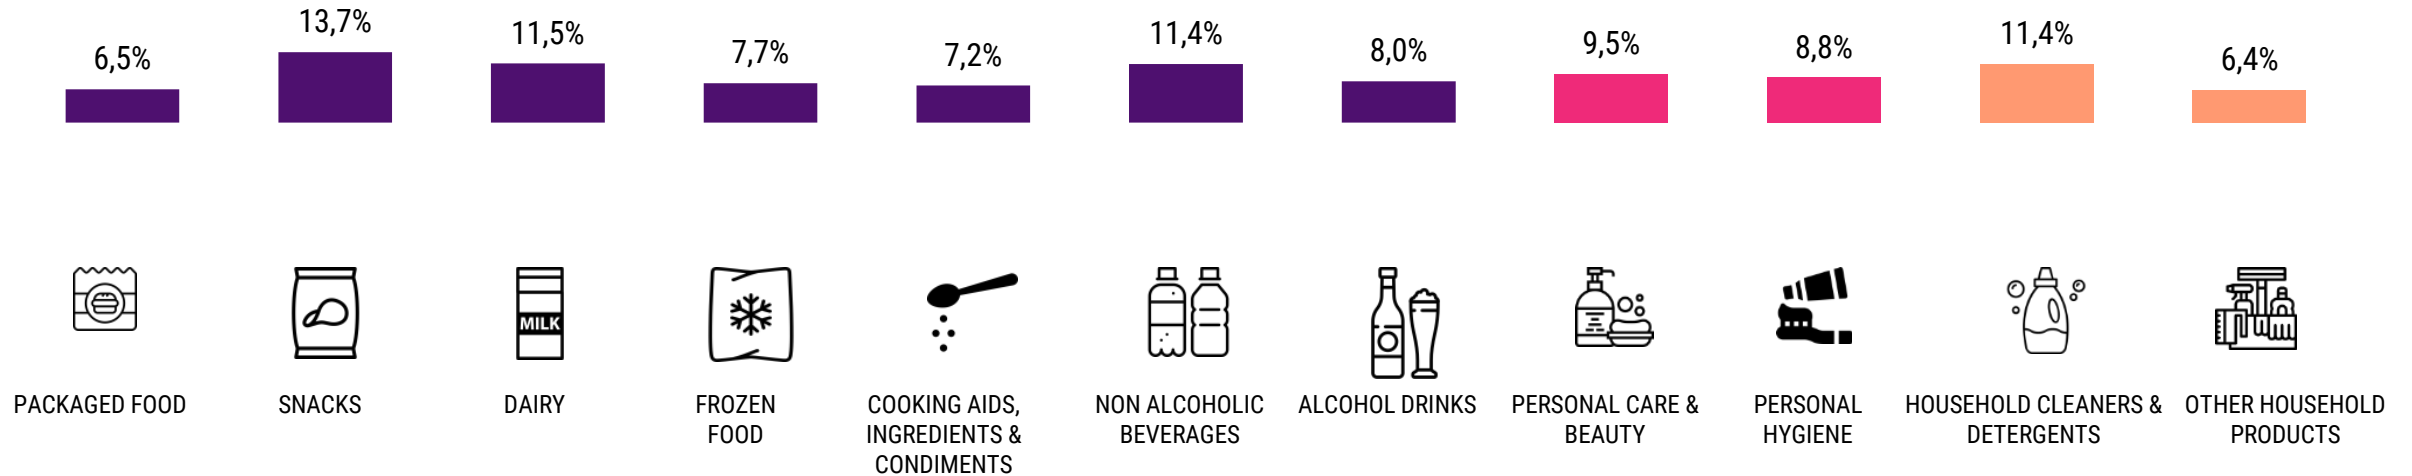 6,5%
13,7%
11,5%
7,7%
7,2%
11,4%
8,0%
9,5%
8,8%
11,4%
6,4%
MILK
PACKAGED FOOD
SNACKS
DAIRY
FROZEN
FOOD
COOKING AIDS,
INGREDIENTS &
CONDIMENTS
NON ALCOHOLIC
BEVERAGES
ALCOHOL DRINKS
PERSONAL CARE &
BEAUTY
PERSONAL
HYGIENE
HOUSEHOLD CLEANERS &
DETERGENTS
OTHER HOUSEHOLD
PRODUCTS